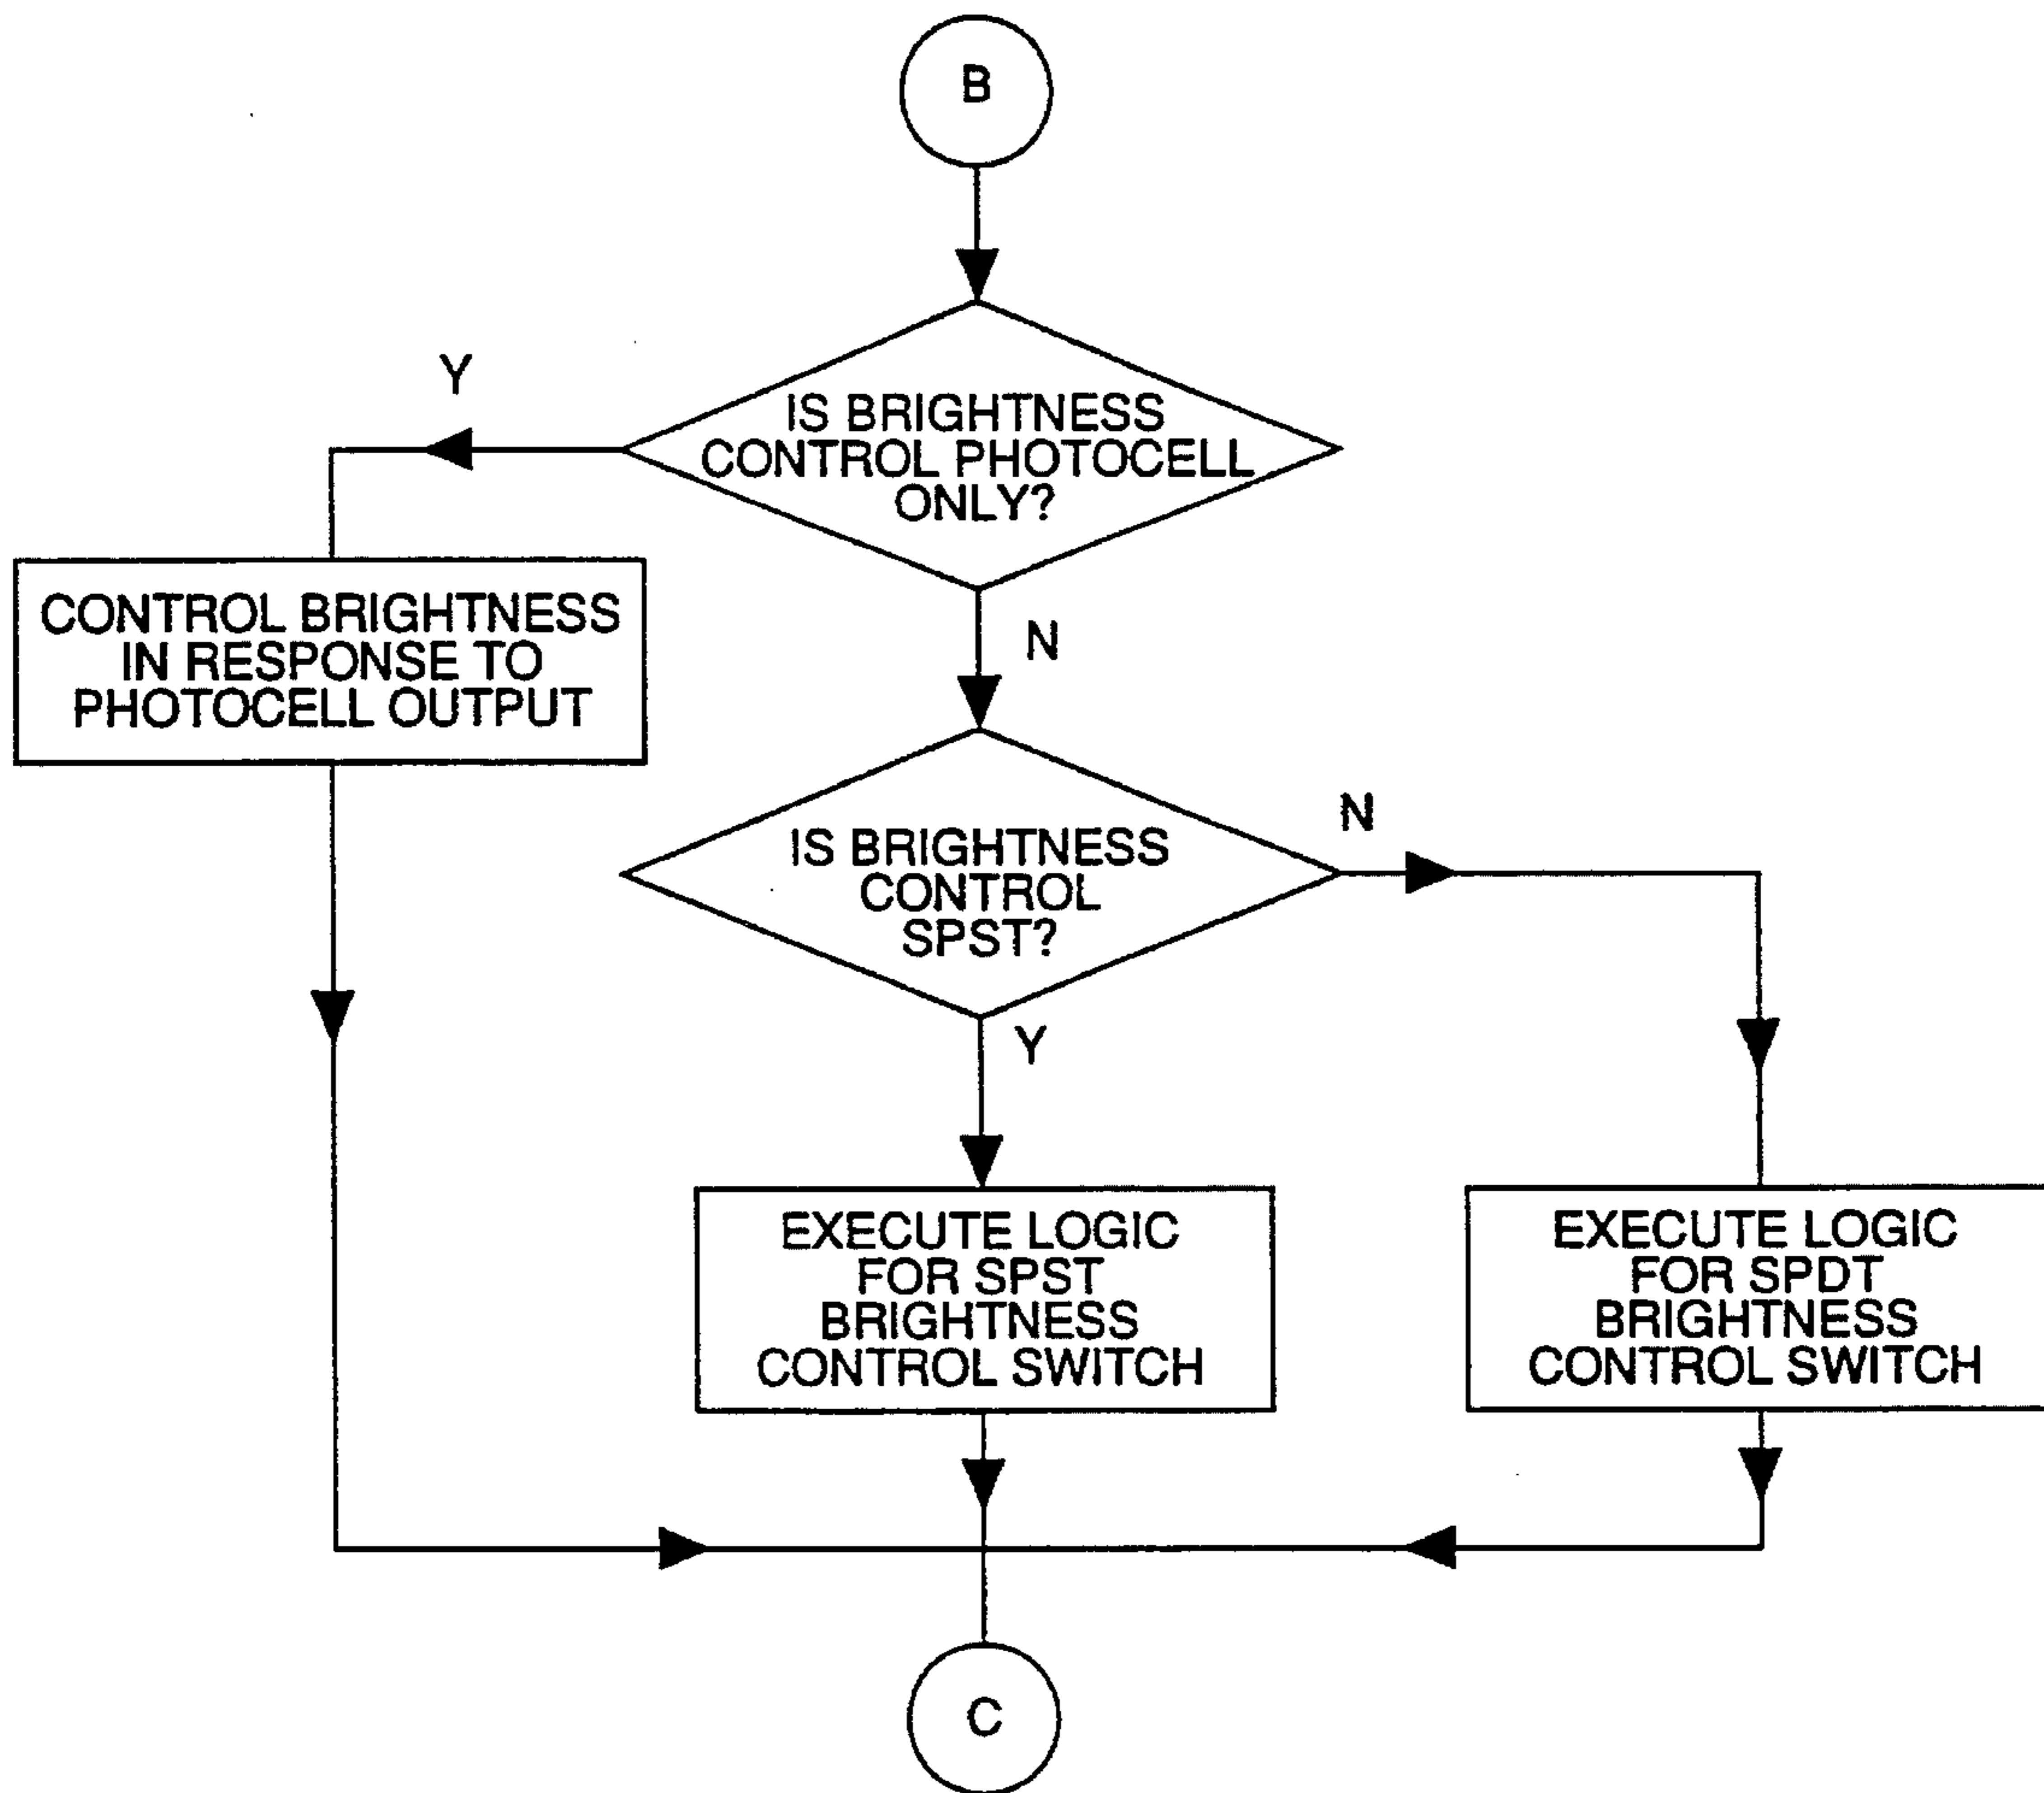 B
Y
IS BRIGHTNESS
CONTROL PHOTOCELL
ONLY?
CONTROL BRIGHTNESS
IN RESPONSE TO
PHOTOCELL OUTPUT
N
IS BRIGHTNESS
CONTROL
SPST?
N
Y
EXECUTE LOGIC
FOR SPST
BRIGHTNESS
CONTROL SWITCH
EXECUTE LOGIC
FOR SPDT
BRIGHTNESS
CONTROL SWITCH
C